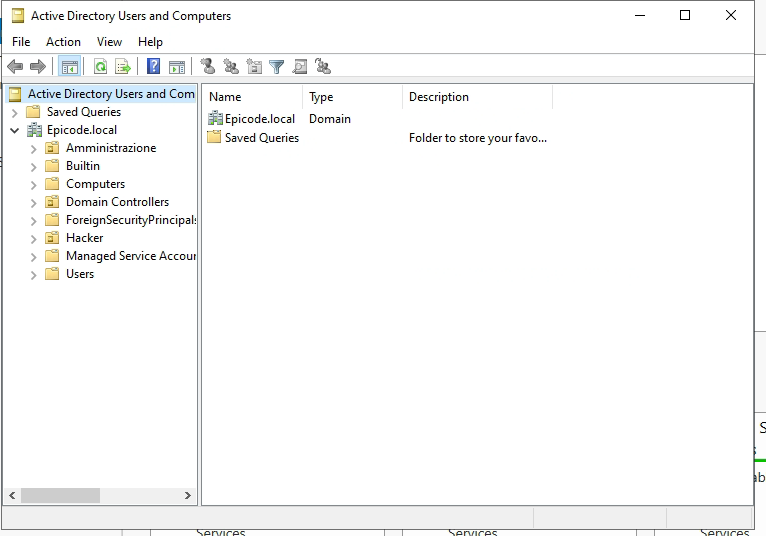 Active Directory Users and Computers
File Action View Help
Active Directory Users and Com
Saved Queries
Epicode.local
Amministrazione
Builtin
Computers
Domain Controllers
ForeignSecurityPrincipals
Hacker
Managed Service Accour
Users
Name Type Description
Epicode.local Domain
Saved Queries Folder to store your favo...
S
ab
Services Services Services